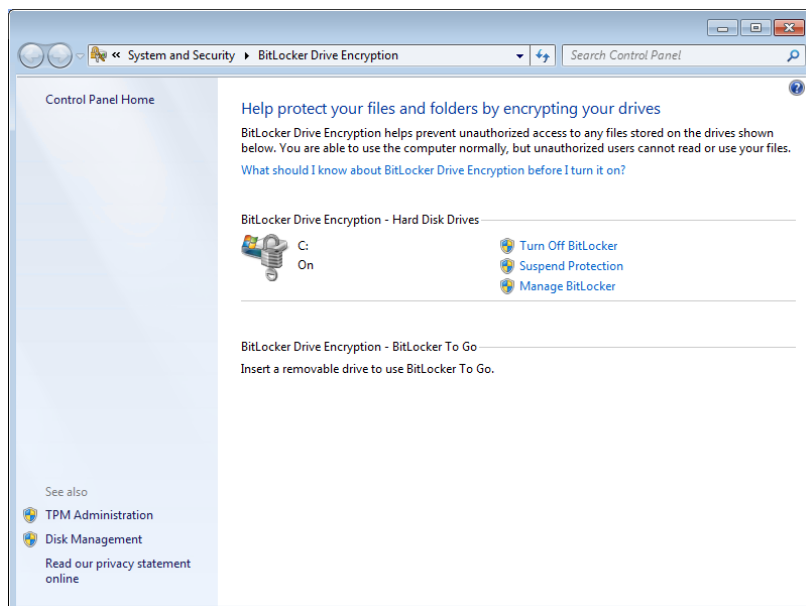 « System and Security ▸ BitLocker Drive Encryption
Search Control Panel
Control Panel Home
Help protect your files and folders by encrypting your drives
BitLocker Drive Encryption helps prevent unauthorized access to any files stored on the drives shown
below. You are able to use the computer normally, but unauthorized users cannot read or use your files.
What should I know about BitLocker Drive Encryption before I turn it on?
BitLocker Drive Encryption - Hard Disk Drives
C:
On
Turn Off BitLocker
Suspend Protection
Manage BitLocker
BitLocker Drive Encryption - BitLocker To Go
Insert a removable drive to use BitLocker To Go.
See also
TPM Administration
Disk Management
Read our privacy statement
online